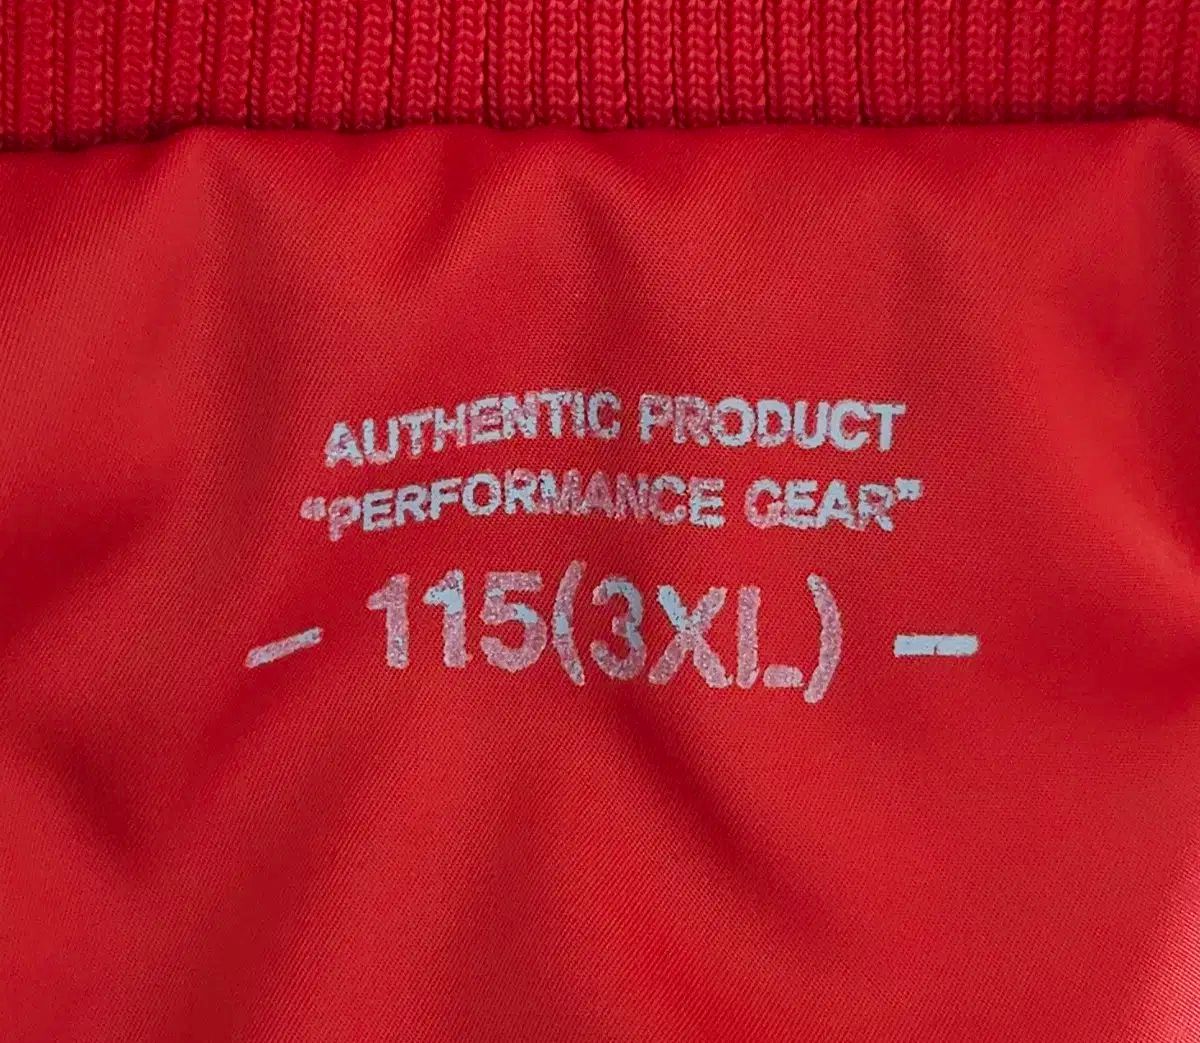 AUTHENTIC PRODUCT
“PERFORMANCE GEAR”
— 115(3XL) —